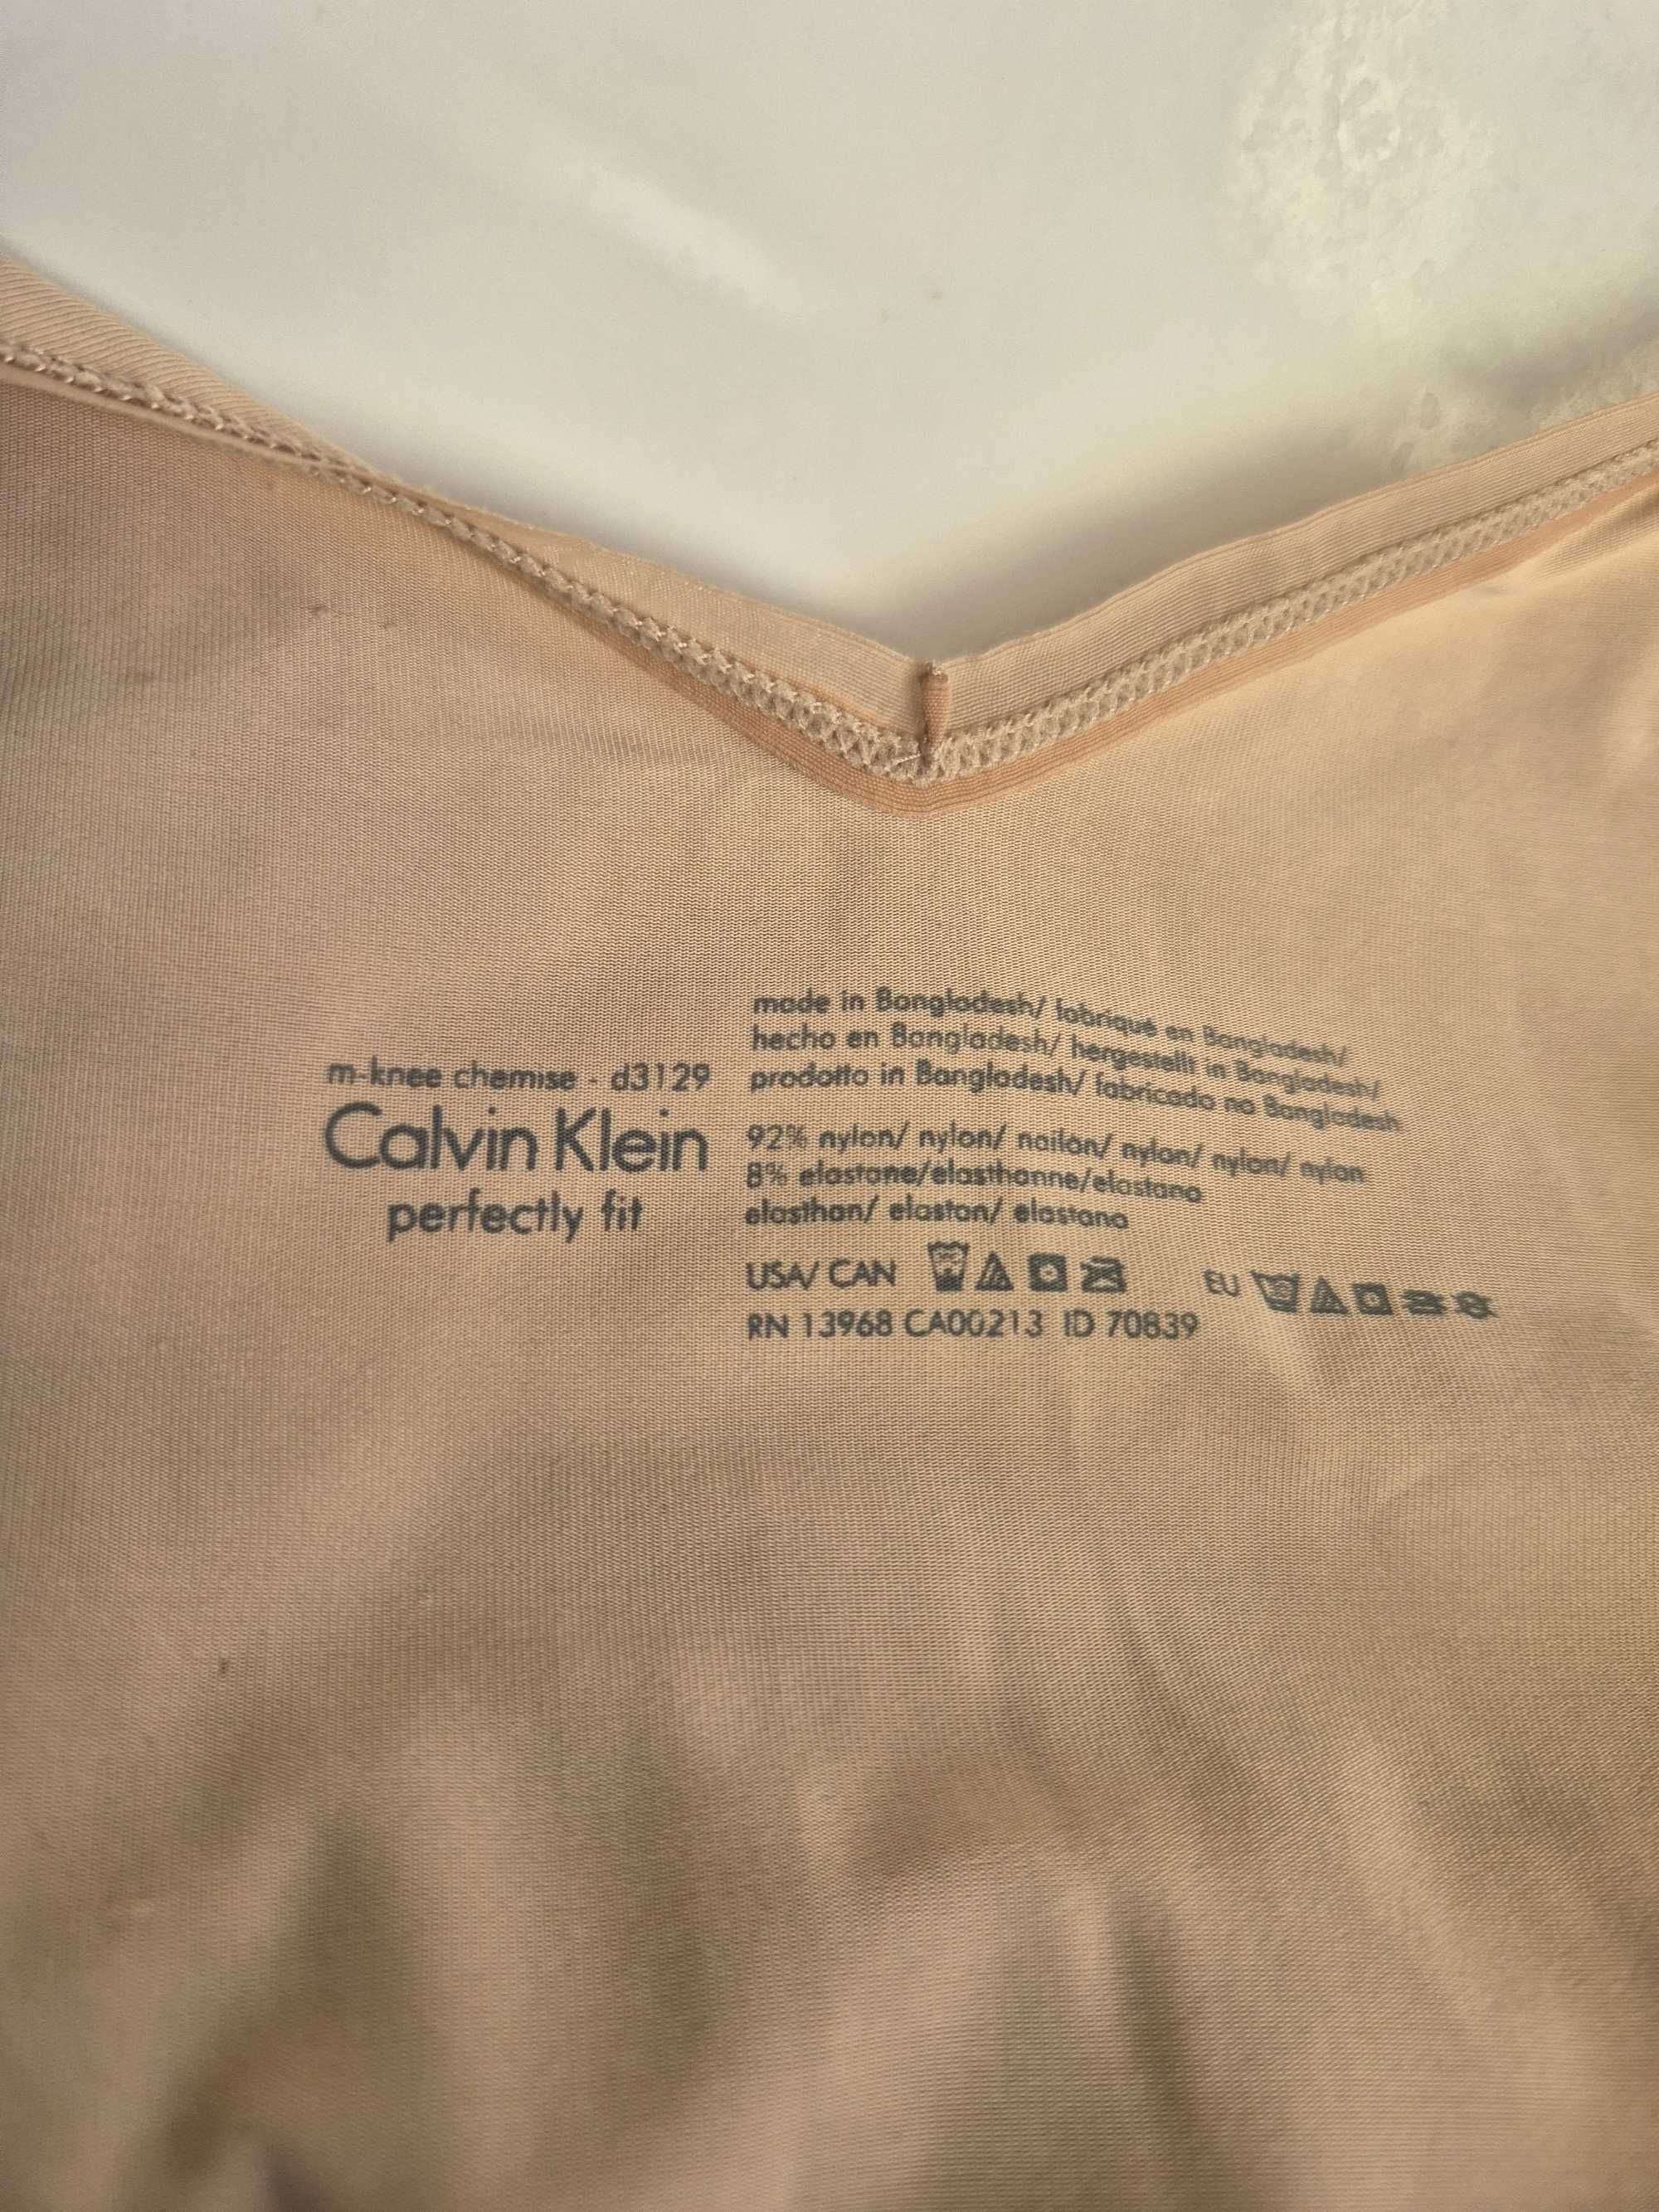 m-knee chemise - d3129
Calvin Klein
perfectly fit
made in Bangladesh/ fabriqué en Bangladesh/
hecho en Bangladesh/ hergestellt in Bangladesh/
prodotto in Bangladesh/ fabricado no Bangladesh
92% nylon/ nylon/ nailon/ nylon/ nylon/ nylon
8% elastane/elasthanne/elastano
elasthan/ elastan/ elastano
USA/ CAN EU
RN 13968 CA00213 ID 70839